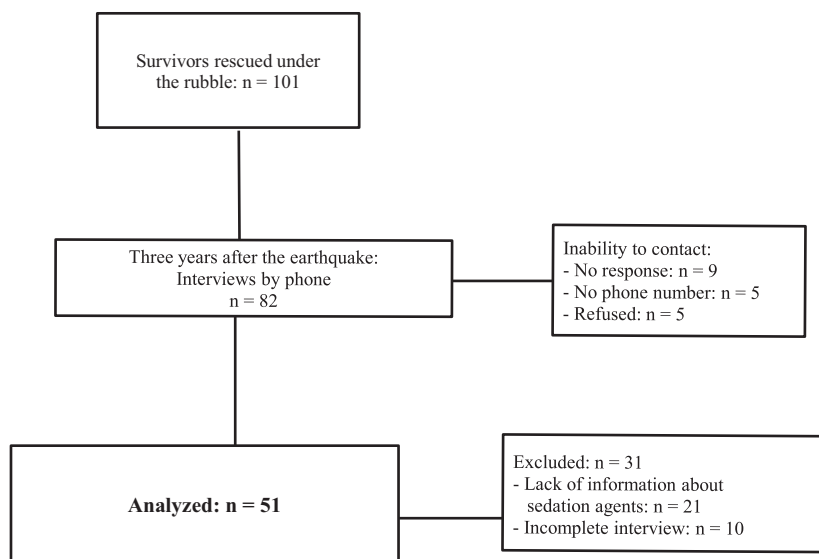 Survivors rescued under
the rubble: n = 101
Three years after the earthquake:
Interviews by phone
n = 82
Inability to contact:
- No response: n = 9
- No phone number: n = 5
- Refused: n = 5
Analyzed: n = 51
Excluded: n = 31
- Lack of information about
sedation agents: n = 21
- Incomplete interview: n = 10